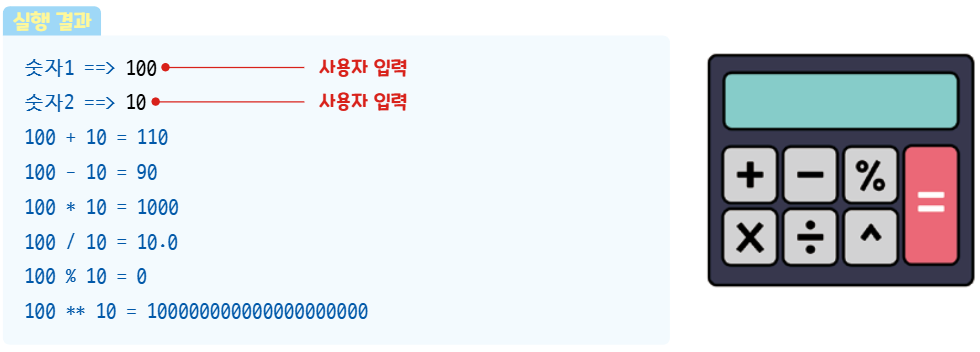 실행 결과
숫자1 ==> 100 사용자 입력
숫자2 ==> 10 사용자 입력
100 + 10 = 110
100 - 10 = 90
100 * 10 = 1000
100 / 10 = 10.0
100 % 10 = 0
100 ** 10 = 100000000000000000000
+ - %
=
X ÷ ^